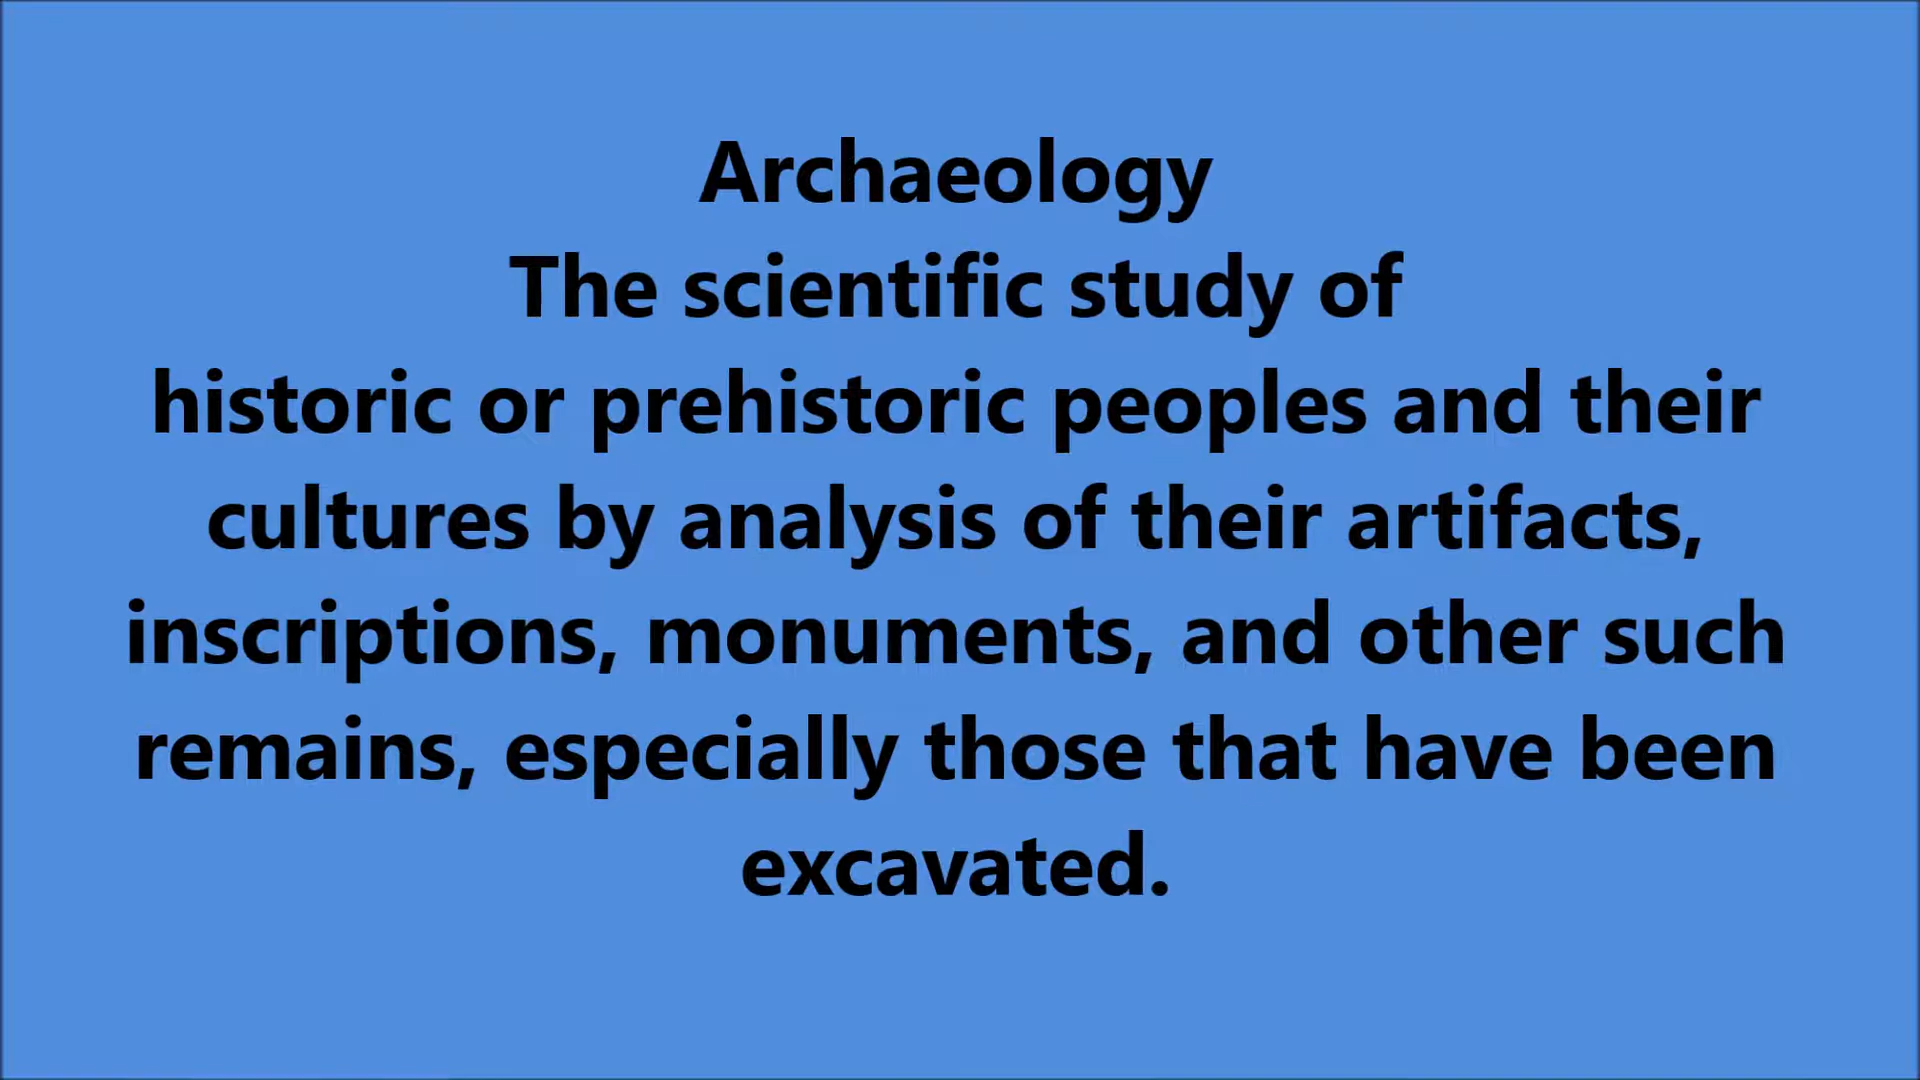 Archaeology
The scientific study of
historic or prehistoric peoples and their
cultures by analysis of their artifacts,
inscriptions, monuments, and other such
remains, especially those that have been
excavated.